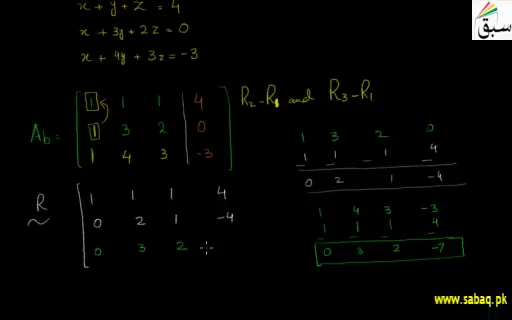 x + y + z = 4
x + 3y + 2z = 0
x + 4y + 3z = -3
سبق
R2-R1 and R3-R1
1 1 1 4
Ab = 1 3 2 0
1 4 3 -3
1 3 2 0
1 1 1 4
0 2 1 -4
R
~
1 1 1 4
0 2 1 -4
0 3 2
1 4 3 -3
1 1 1 4
0 3 2 -7
www.sabaq.pk